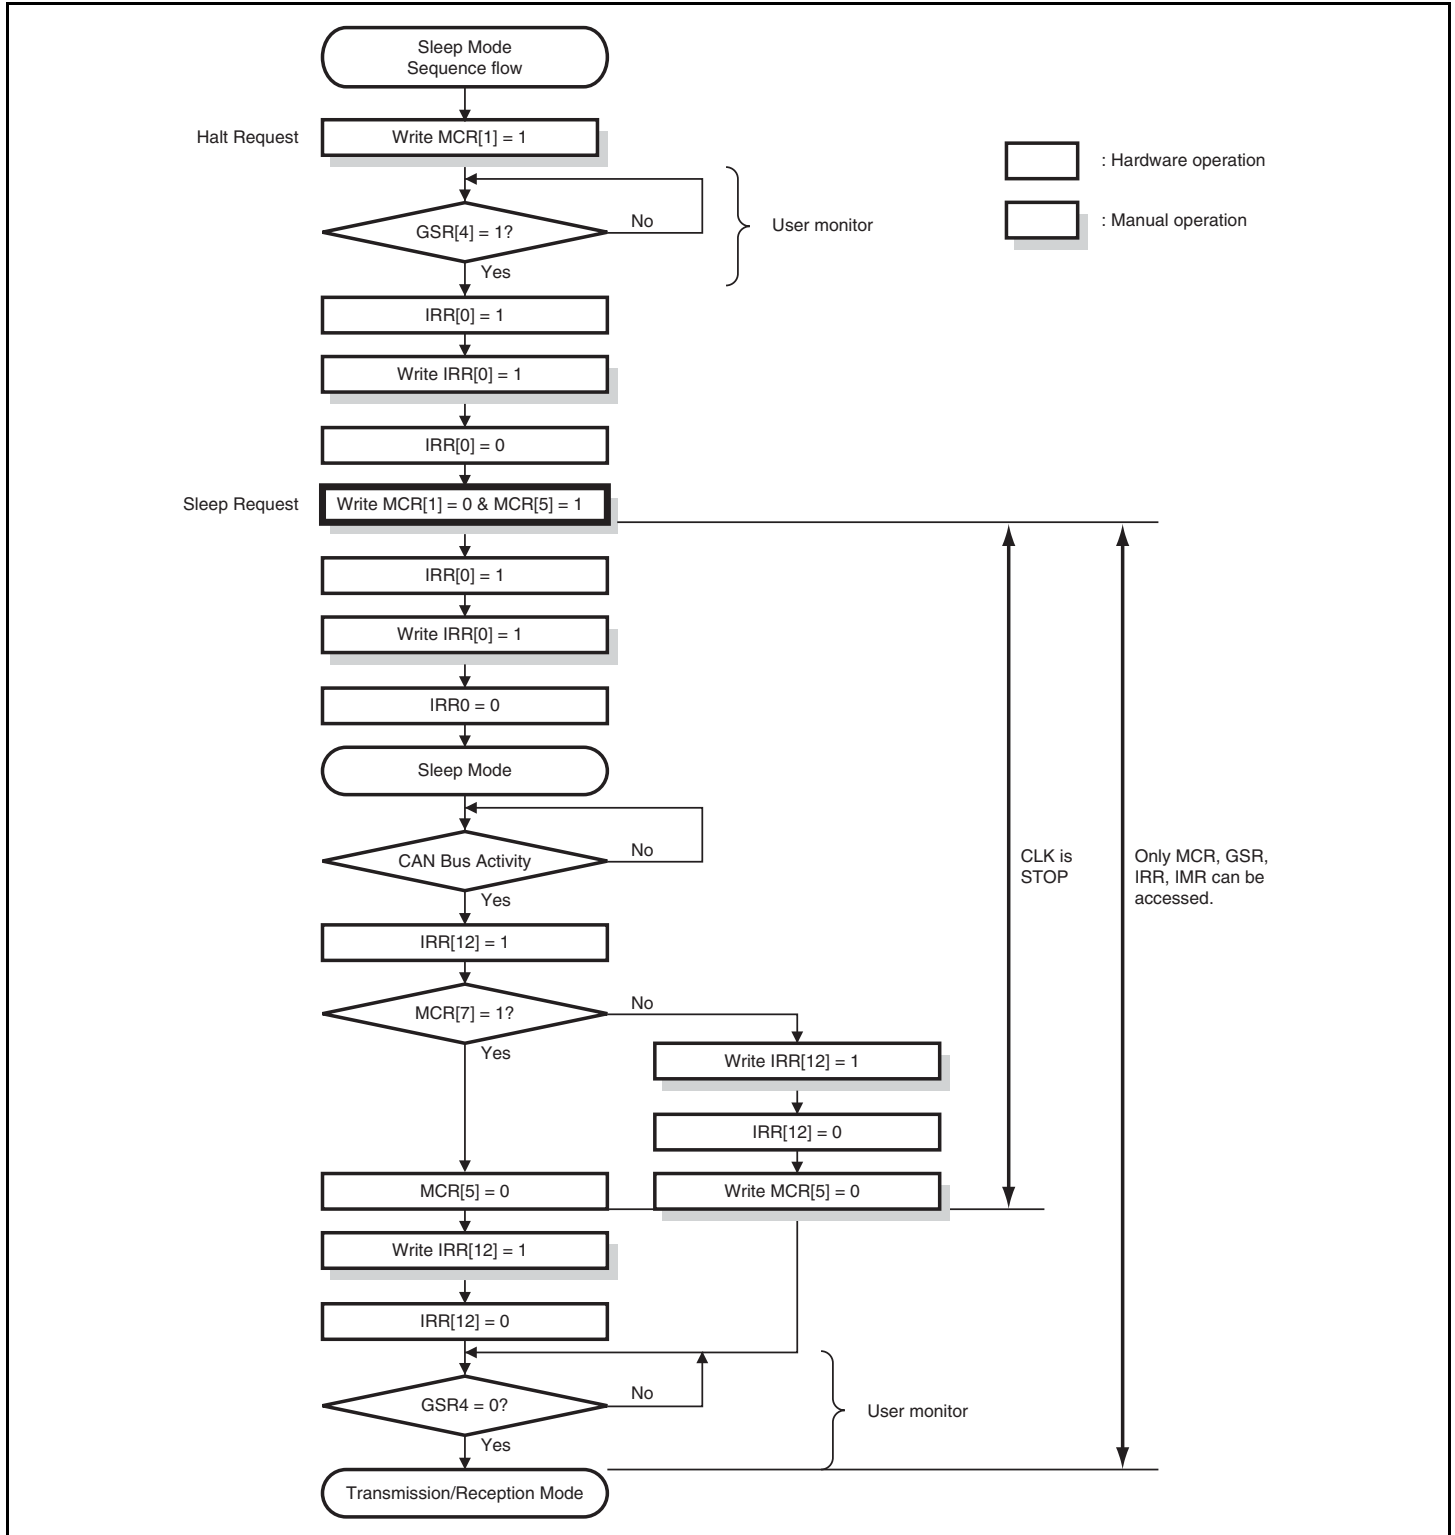 Sleep Mode
Sequence flow
Halt Request
Write MCR[1] = 1
: Hardware operation
: Manual operation
GSR[4] = 1?
No
User monitor
Yes
IRR[0] = 1
Write IRR[0] = 1
IRR[0] = 0
Sleep Request
Write MCR[1] = 0 & MCR[5] = 1
IRR[0] = 1
Write IRR[0] = 1
IRR0 = 0
Sleep Mode
CAN Bus Activity
No
Yes
CLK is
STOP
Only MCR, GSR,
IRR, IMR can be
accessed.
IRR[12] = 1
MCR[7] = 1?
No
Yes
Write IRR[12] = 1
IRR[12] = 0
MCR[5] = 0
Write MCR[5] = 0
Write IRR[12] = 1
IRR[12] = 0
GSR4 = 0?
No
User monitor
Yes
Transmission/Reception Mode